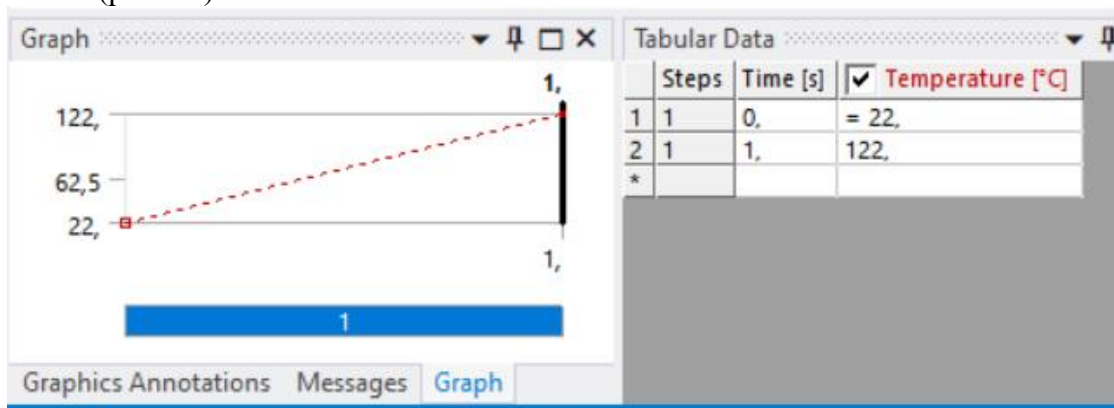 Graph
1,
122,
62,5
22,
1,
1
Graphics Annotations Messages Graph
Tabular Data
Steps Time [s] Temperature [°C]
1 1 0, = 22,
2 1 1, 122,
*